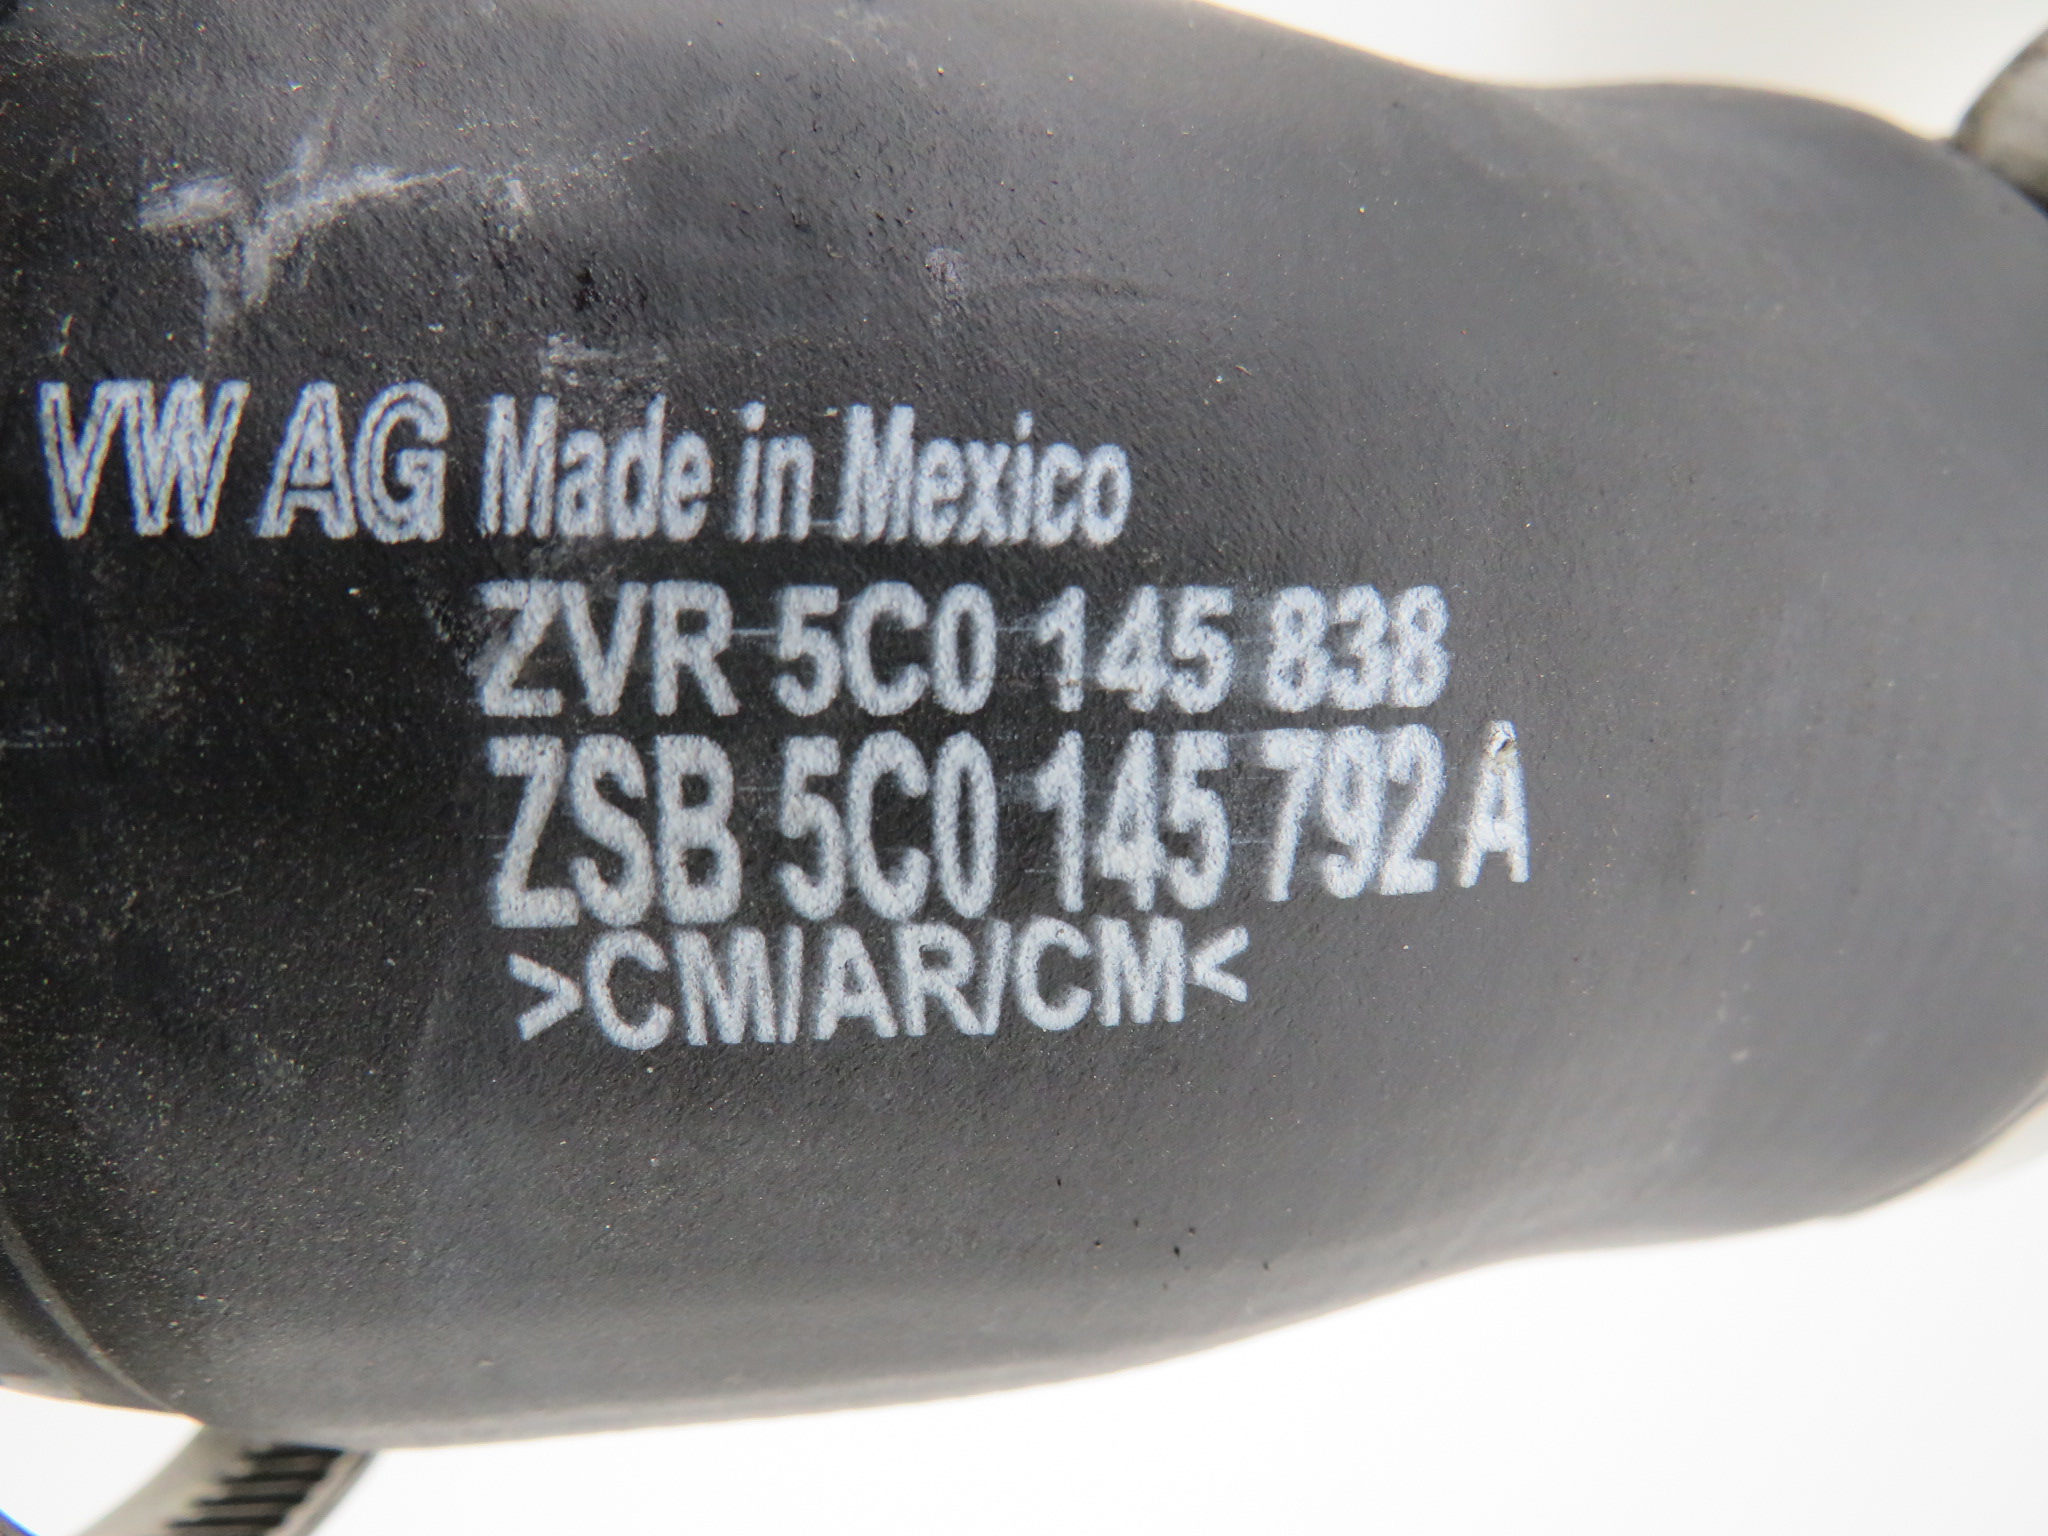 VW AG Made in Mexico
ZVR 5C0 145 838
ZSB 5C0 145 792 A
>CM/AR/CM<